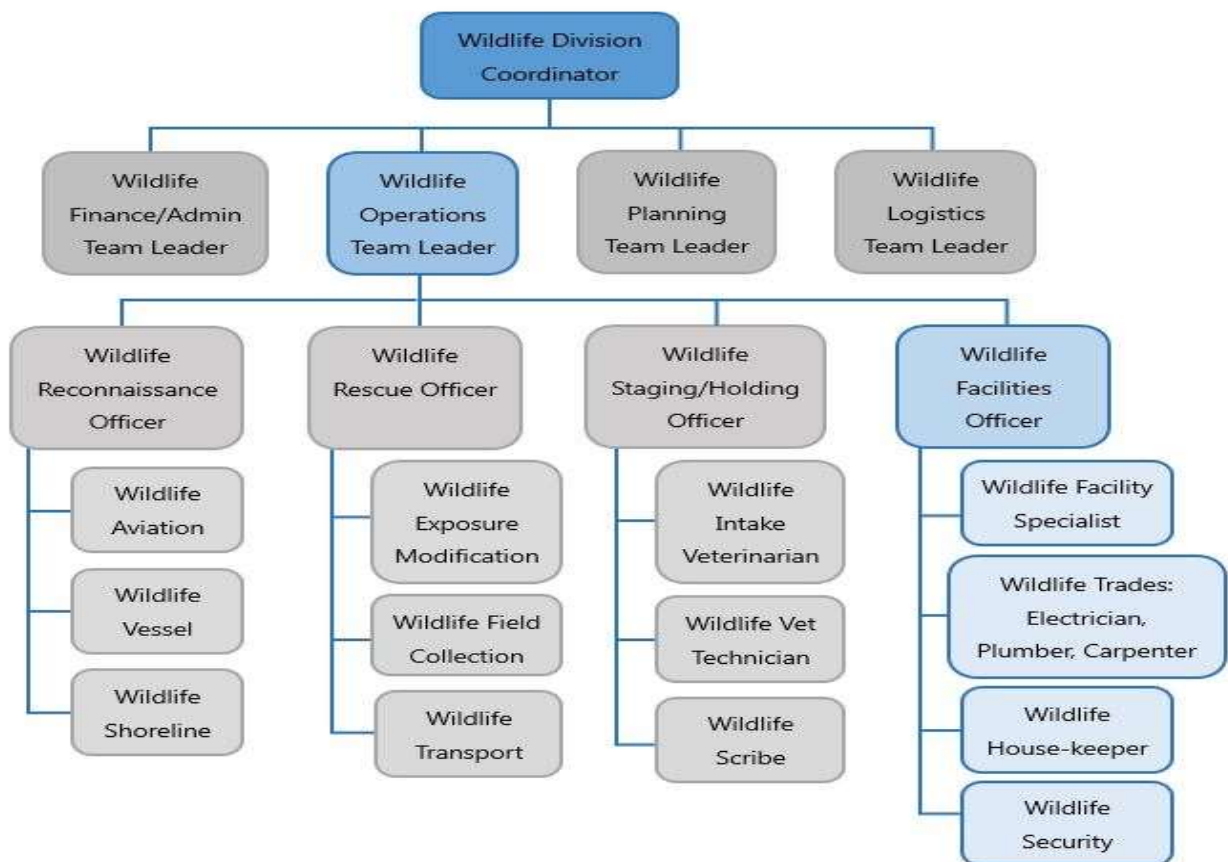 Wildlife Division
Coordinator
Wildlife
Finance/Admin
Team Leader
Wildlife
Operations
Team Leader
Wildlife
Planning
Team Leader
Wildlife
Logistics
Team Leader
Wildlife
Reconnaissance
Officer
Wildlife
Rescue Officer
Wildlife
Staging/Holding
Officer
Wildlife
Facilities
Officer
Wildlife
Aviation
Wildlife
Vessel
Wildlife
Shoreline
Wildlife
Exposure
Modification
Wildlife Field
Collection
Wildlife
Transport
Wildlife
Intake
Veterinarian
Wildlife Vet
Technician
Wildlife
Scribe
Wildlife Facility
Specialist
Wildlife Trades:
Electrician,
Plumber, Carpenter
Wildlife
House-keeper
Wildlife
Security